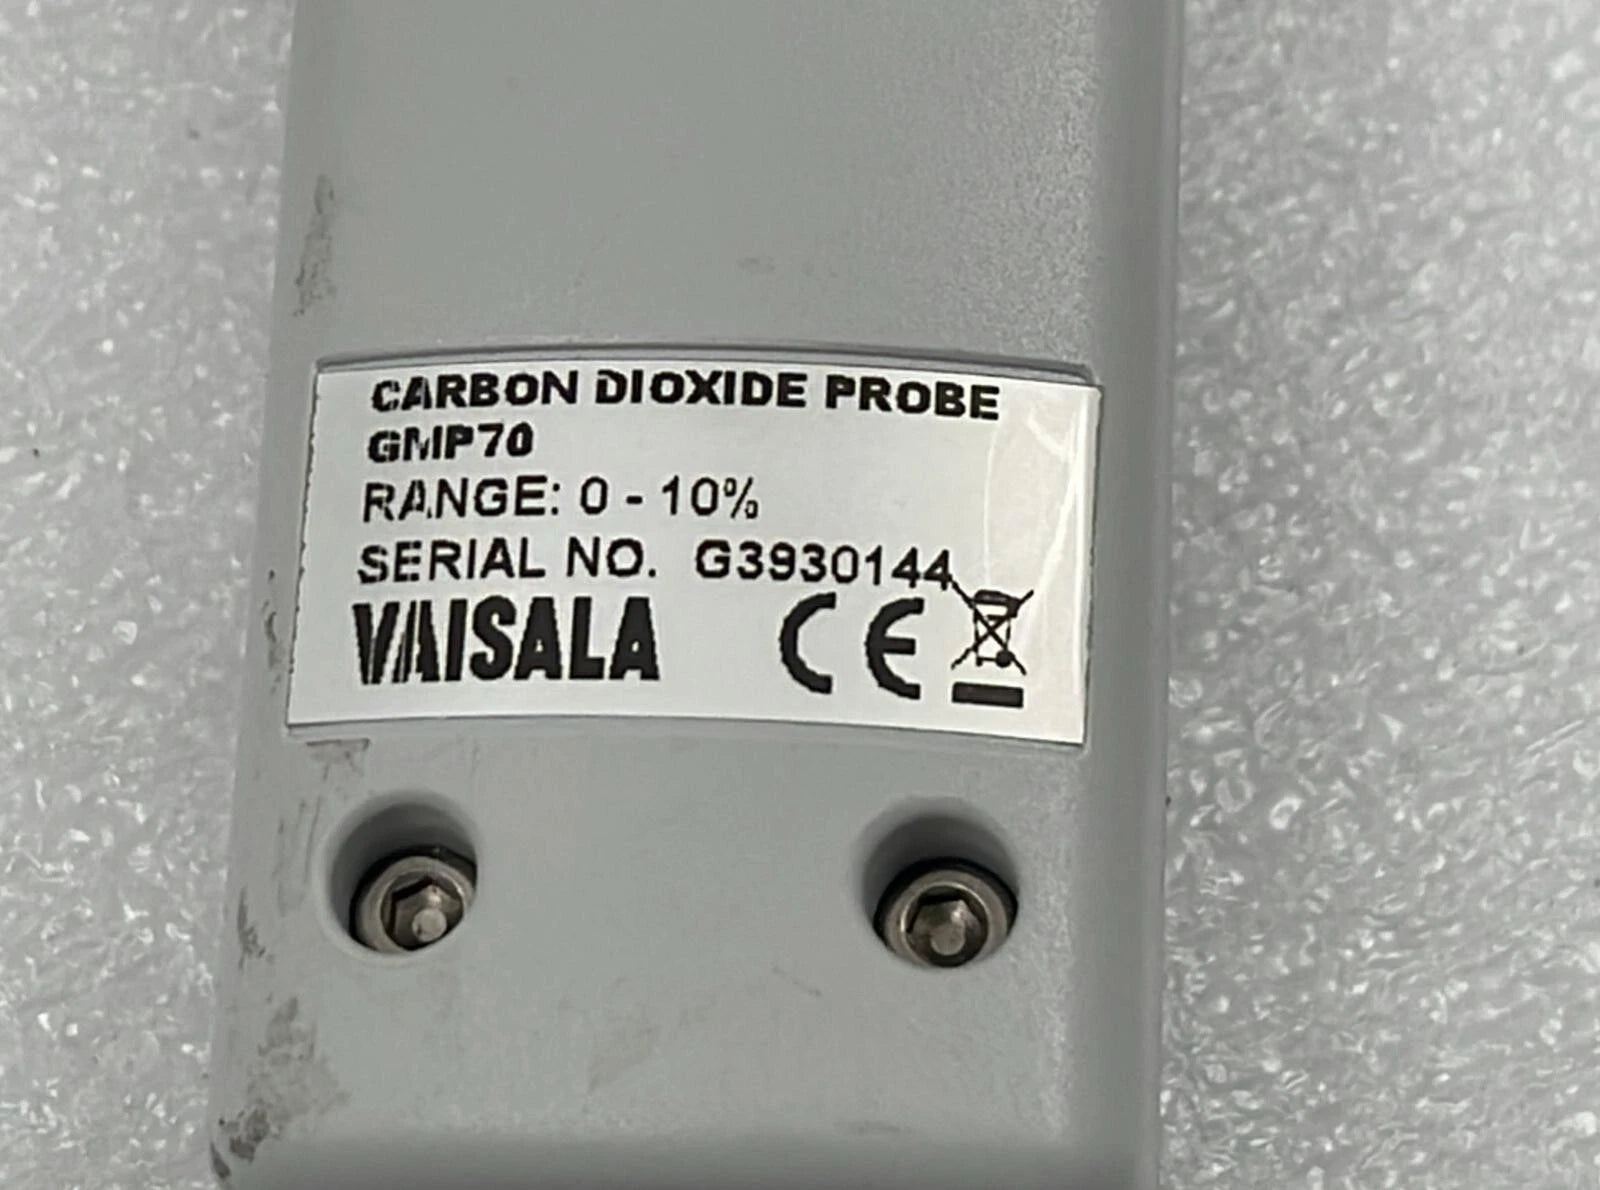 CARBON DIOXIDE PROBE
GMP70
RANGE: 0 - 10%
SERIAL NO. G3930144
VAISALA CE